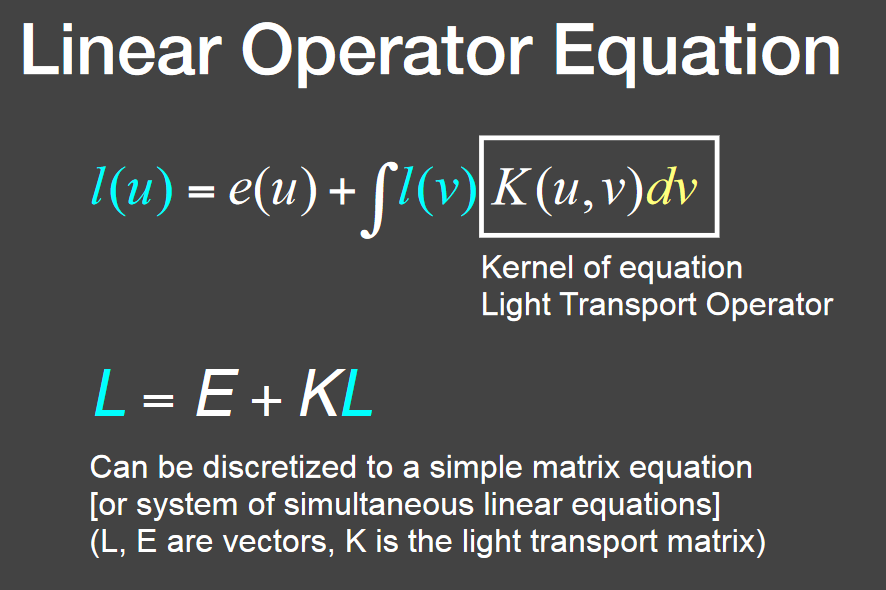 Linear Operator Equation
l(u) = e(u) + ∫ l(v) K(u,v)dv
Kernel of equation
Light Transport Operator
L = E + KL
Can be discretized to a simple matrix equation
[or system of simultaneous linear equations]
(L, E are vectors, K is the light transport matrix)